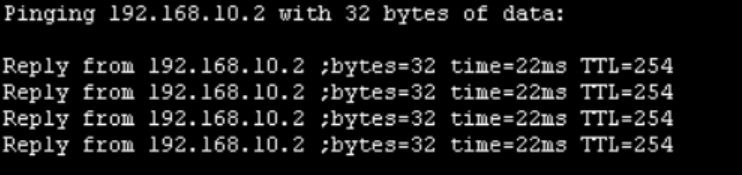 Pinging 192.168.10.2 with 32 bytes of data:
Reply from 192.168.10.2 ;bytes=32 time=22ms TTL=254
Reply from 192.168.10.2 ;bytes=32 time=22ms TTL=254
Reply from 192.168.10.2 ;bytes=32 time=22ms TTL=254
Reply from 192.168.10.2 ;bytes=32 time=22ms TTL=254